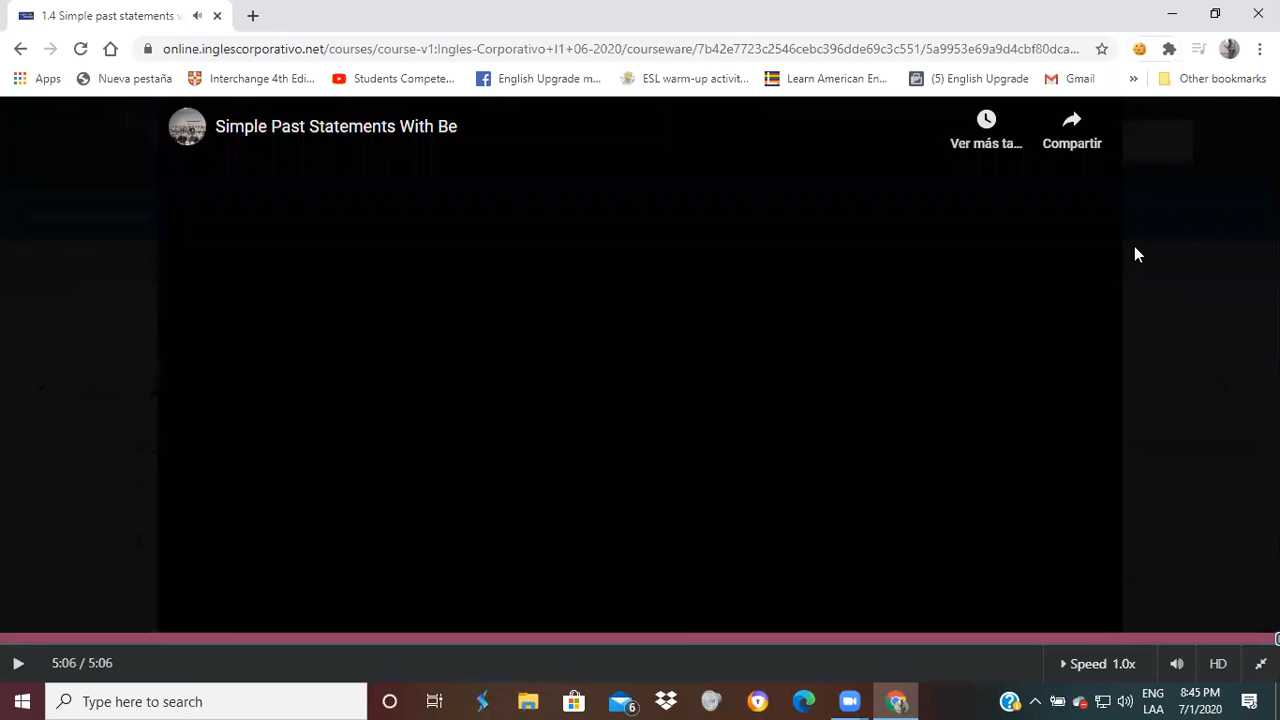 1.4 Simple past statements w
online.inglescorporativo.net/courses/course-v1:Ingles-Corporativo+I1+06-2020/courseware/7b42e7723c2546cebc396dde69c3c551/5a9953e69a9d4cbf80dca...
Apps Nueva pestaña Interchange 4th Edi... Students Compete... English Upgrade m... ESL warm-up activit... Learn American En... (5) English Upgrade Gmail » Other bookmarks
Simple Past Statements With Be
Ver más ta... Compartir
5:06 / 5:06 Speed 1.0x HD
Type here to search 6 ENG 8:45 PM
LAA 7/1/2020